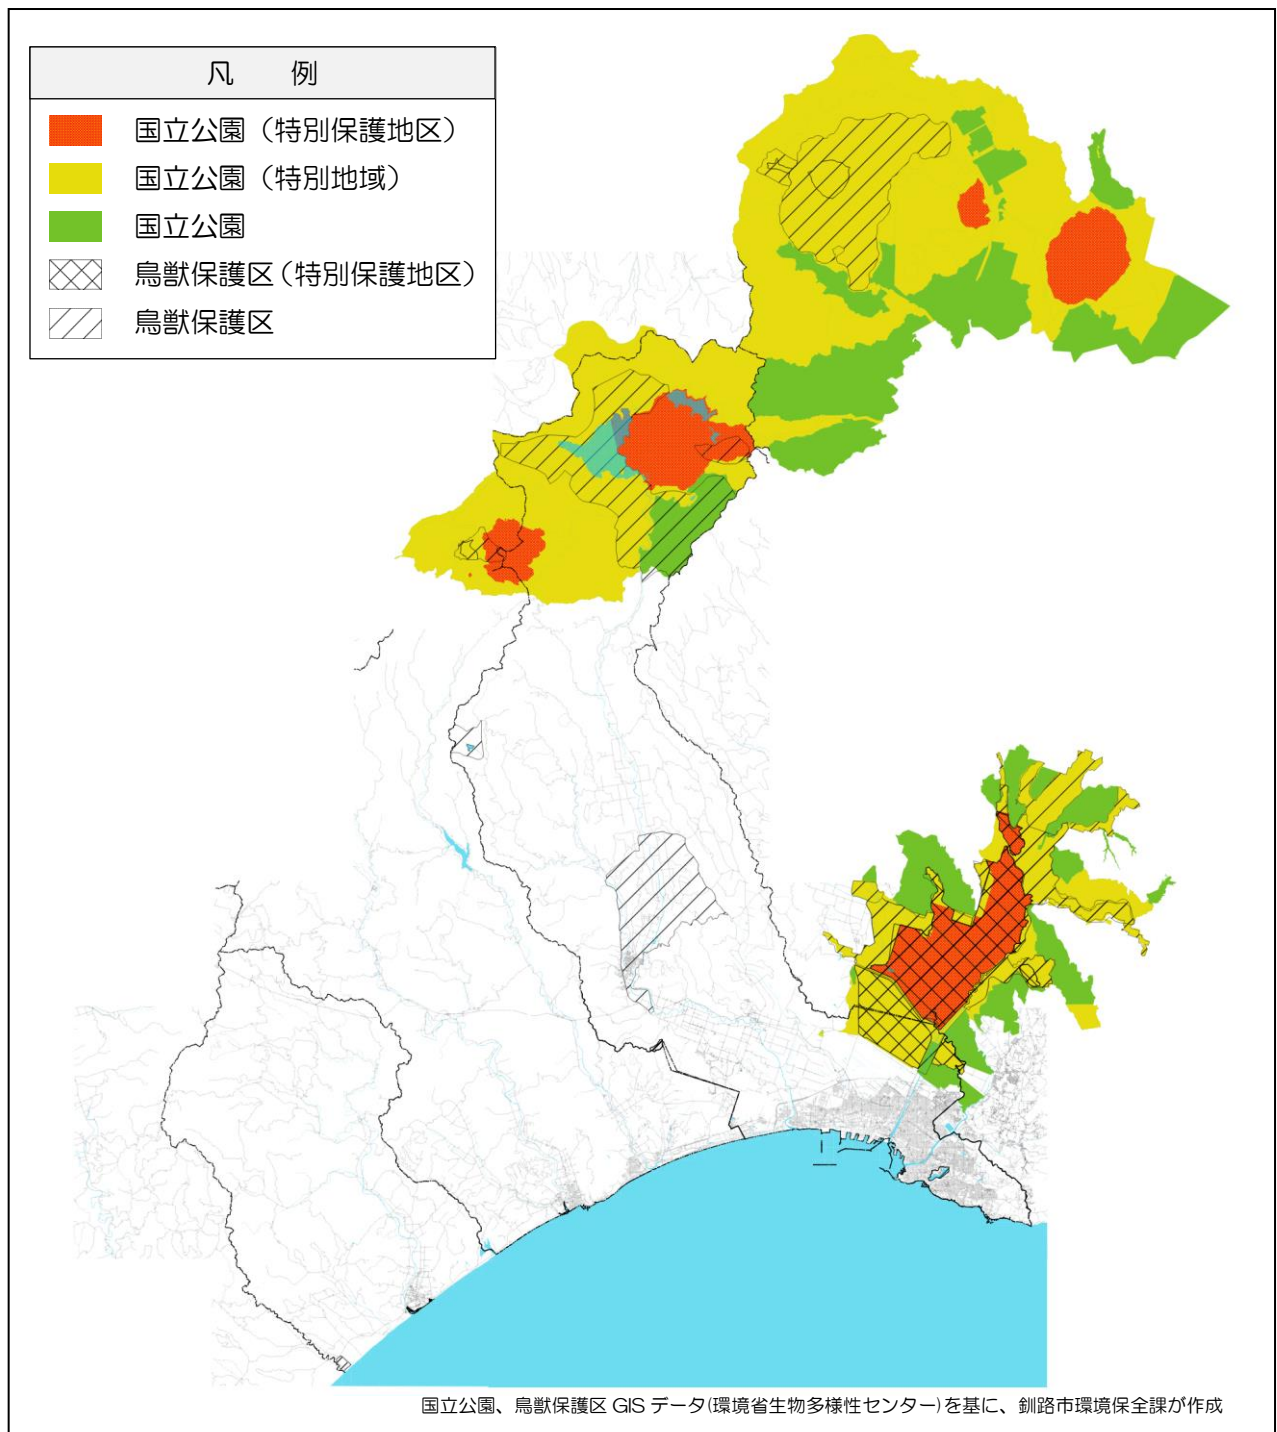 凡　例
国立公園（特別保護地区）
国立公園（特別地域）
国立公園
鳥獣保護区（特別保護地区）
鳥獣保護区
国立公園、鳥獣保護区 GIS データ(環境省生物多様性センター)を基に、釧路市環境保全課が作成